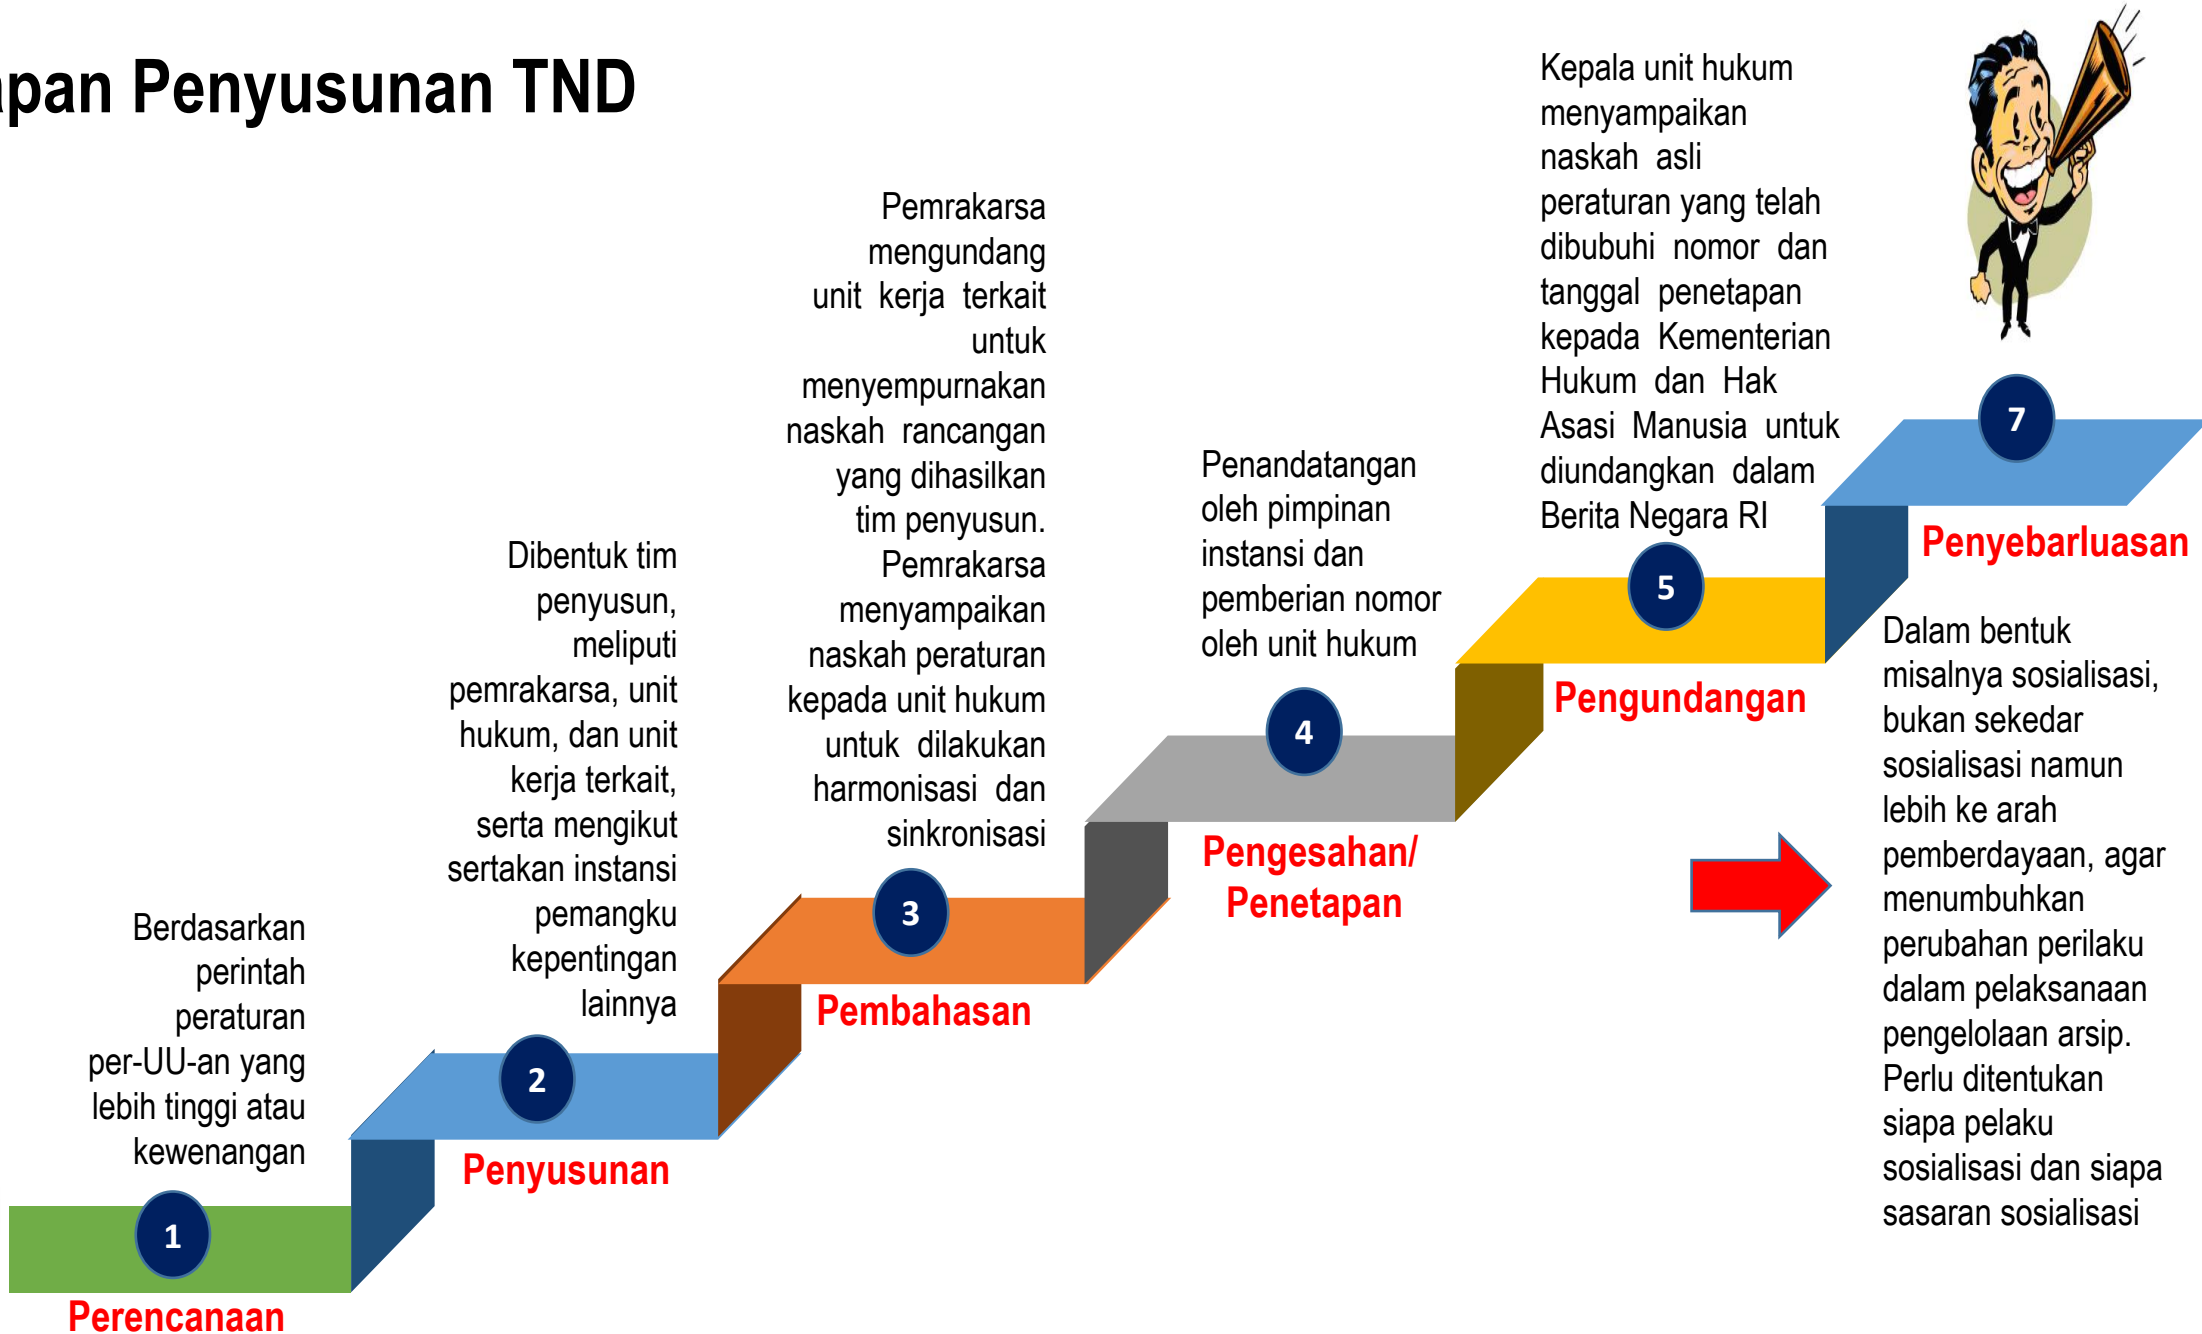 apan Penyusunan TND
Berdasarkan
perintah
peraturan
per-UU-an yang
lebih tinggi atau
kewenangan
1
Perencanaan
Dibentuk tim
penyusun,
meliputi
pemrakarsa, unit
hukum, dan unit
kerja terkait,
serta mengikut
sertakan instansi
pemangku
kepentingan
lainnya
2
Penyusunan
Pemrakarsa
mengundang
unit kerja terkait
untuk
menyempurnakan
naskah rancangan
yang dihasilkan
tim penyusun.
Pemrakarsa
menyampaikan
naskah peraturan
kepada unit hukum
untuk dilakukan
harmonisasi dan
sinkronisasi
3
Pembahasan
Penandatangan
oleh pimpinan
instansi dan
pemberian nomor
oleh unit hukum
4
Pengesahan/
Penetapan
Kepala unit hukum
menyampaikan
naskah asli
peraturan yang telah
dibubuhi nomor dan
tanggal penetapan
kepada Kementerian
Hukum dan Hak
Asasi Manusia untuk
diundangkan dalam
Berita Negara RI
5
Pengundangan
7
Penyebarluasan
Dalam bentuk
misalnya sosialisasi,
bukan sekedar
sosialisasi namun
lebih ke arah
pemberdayaan, agar
menumbuhkan
perubahan perilaku
dalam pelaksanaan
pengelolaan arsip.
Perlu ditentukan
siapa pelaku
sosialisasi dan siapa
sasaran sosialisasi